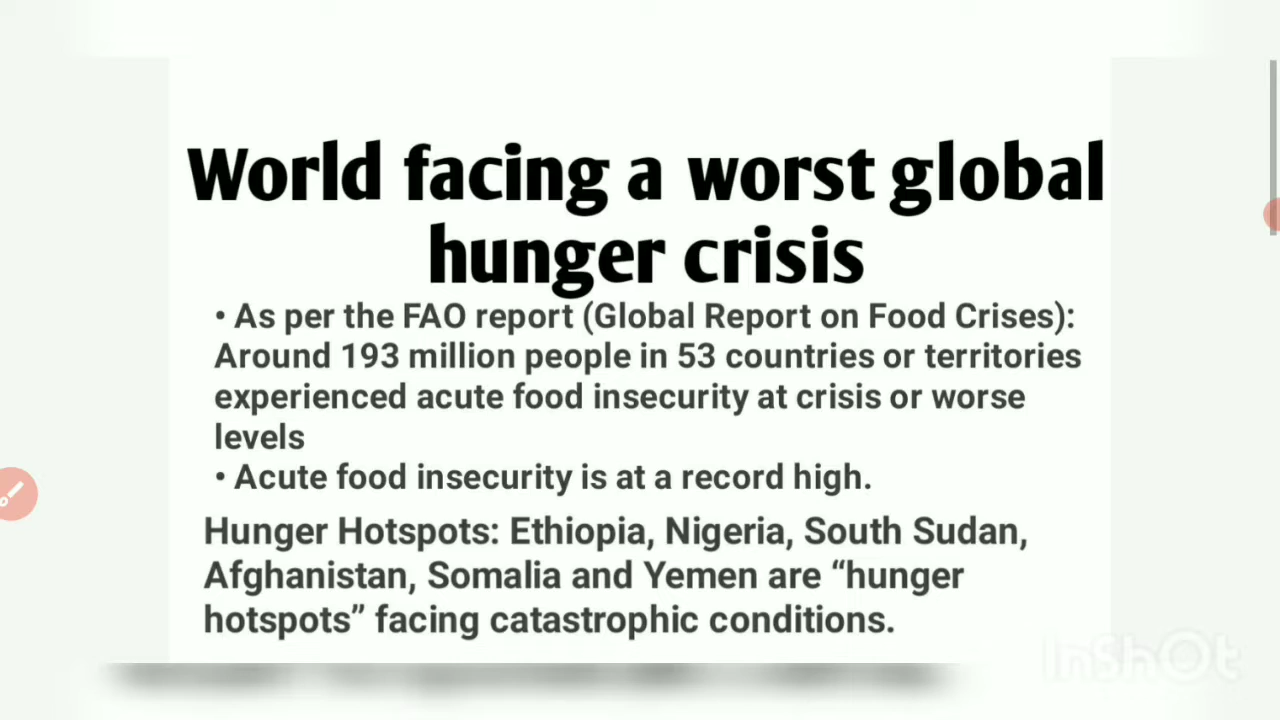 World facing a worst global
hunger crisis
• As per the FAO report (Global Report on Food Crises):
Around 193 million people in 53 countries or territories
experienced acute food insecurity at crisis or worse
levels
• Acute food insecurity is at a record high.
Hunger Hotspots: Ethiopia, Nigeria, South Sudan,
Afghanistan, Somalia and Yemen are “hunger
hotspots” facing catastrophic conditions.
InShOt